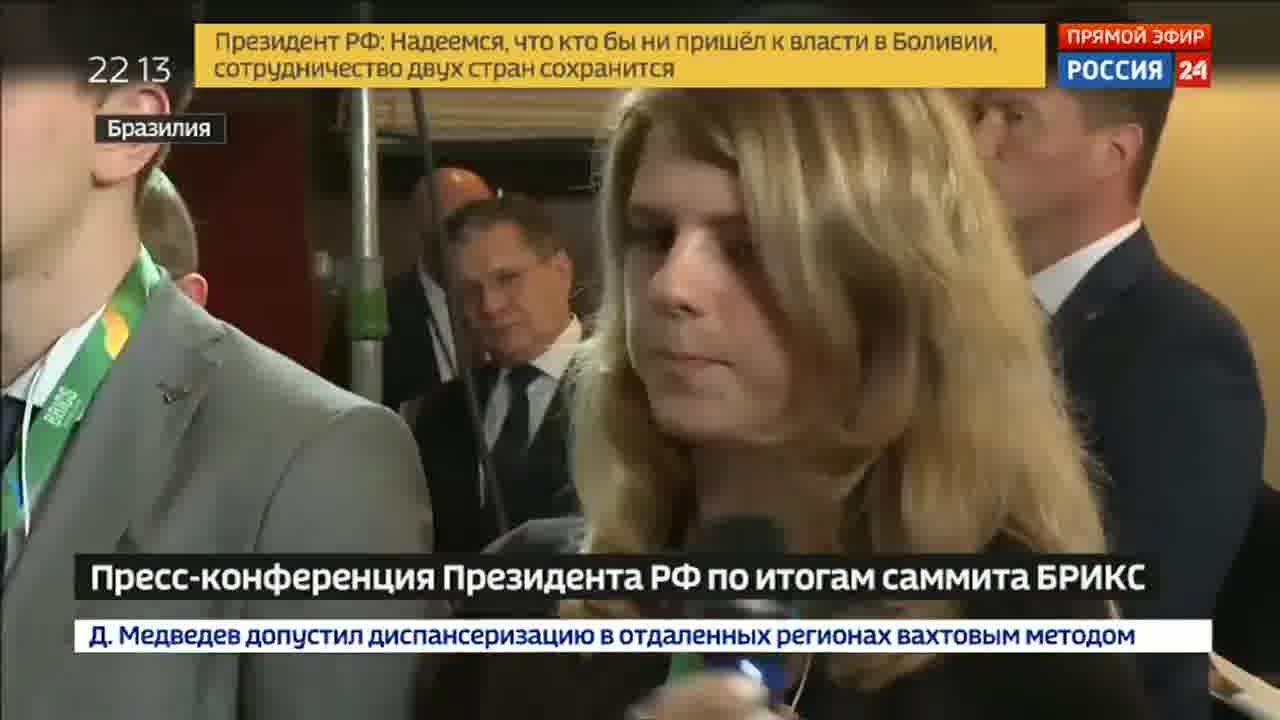 Президент РФ: Надеемся, что кто бы ни пришёл к власти в Боливии,
сотрудничество двух стран сохранится
ПРЯМОЙ ЭФИР
РОССИЯ 24
22 13
Бразилия
BRICS
Пресс-конференция Президента РФ по итогам саммита БРИКС
Д. Медведев допустил диспансеризацию в отдаленных регионах вахтовым методом